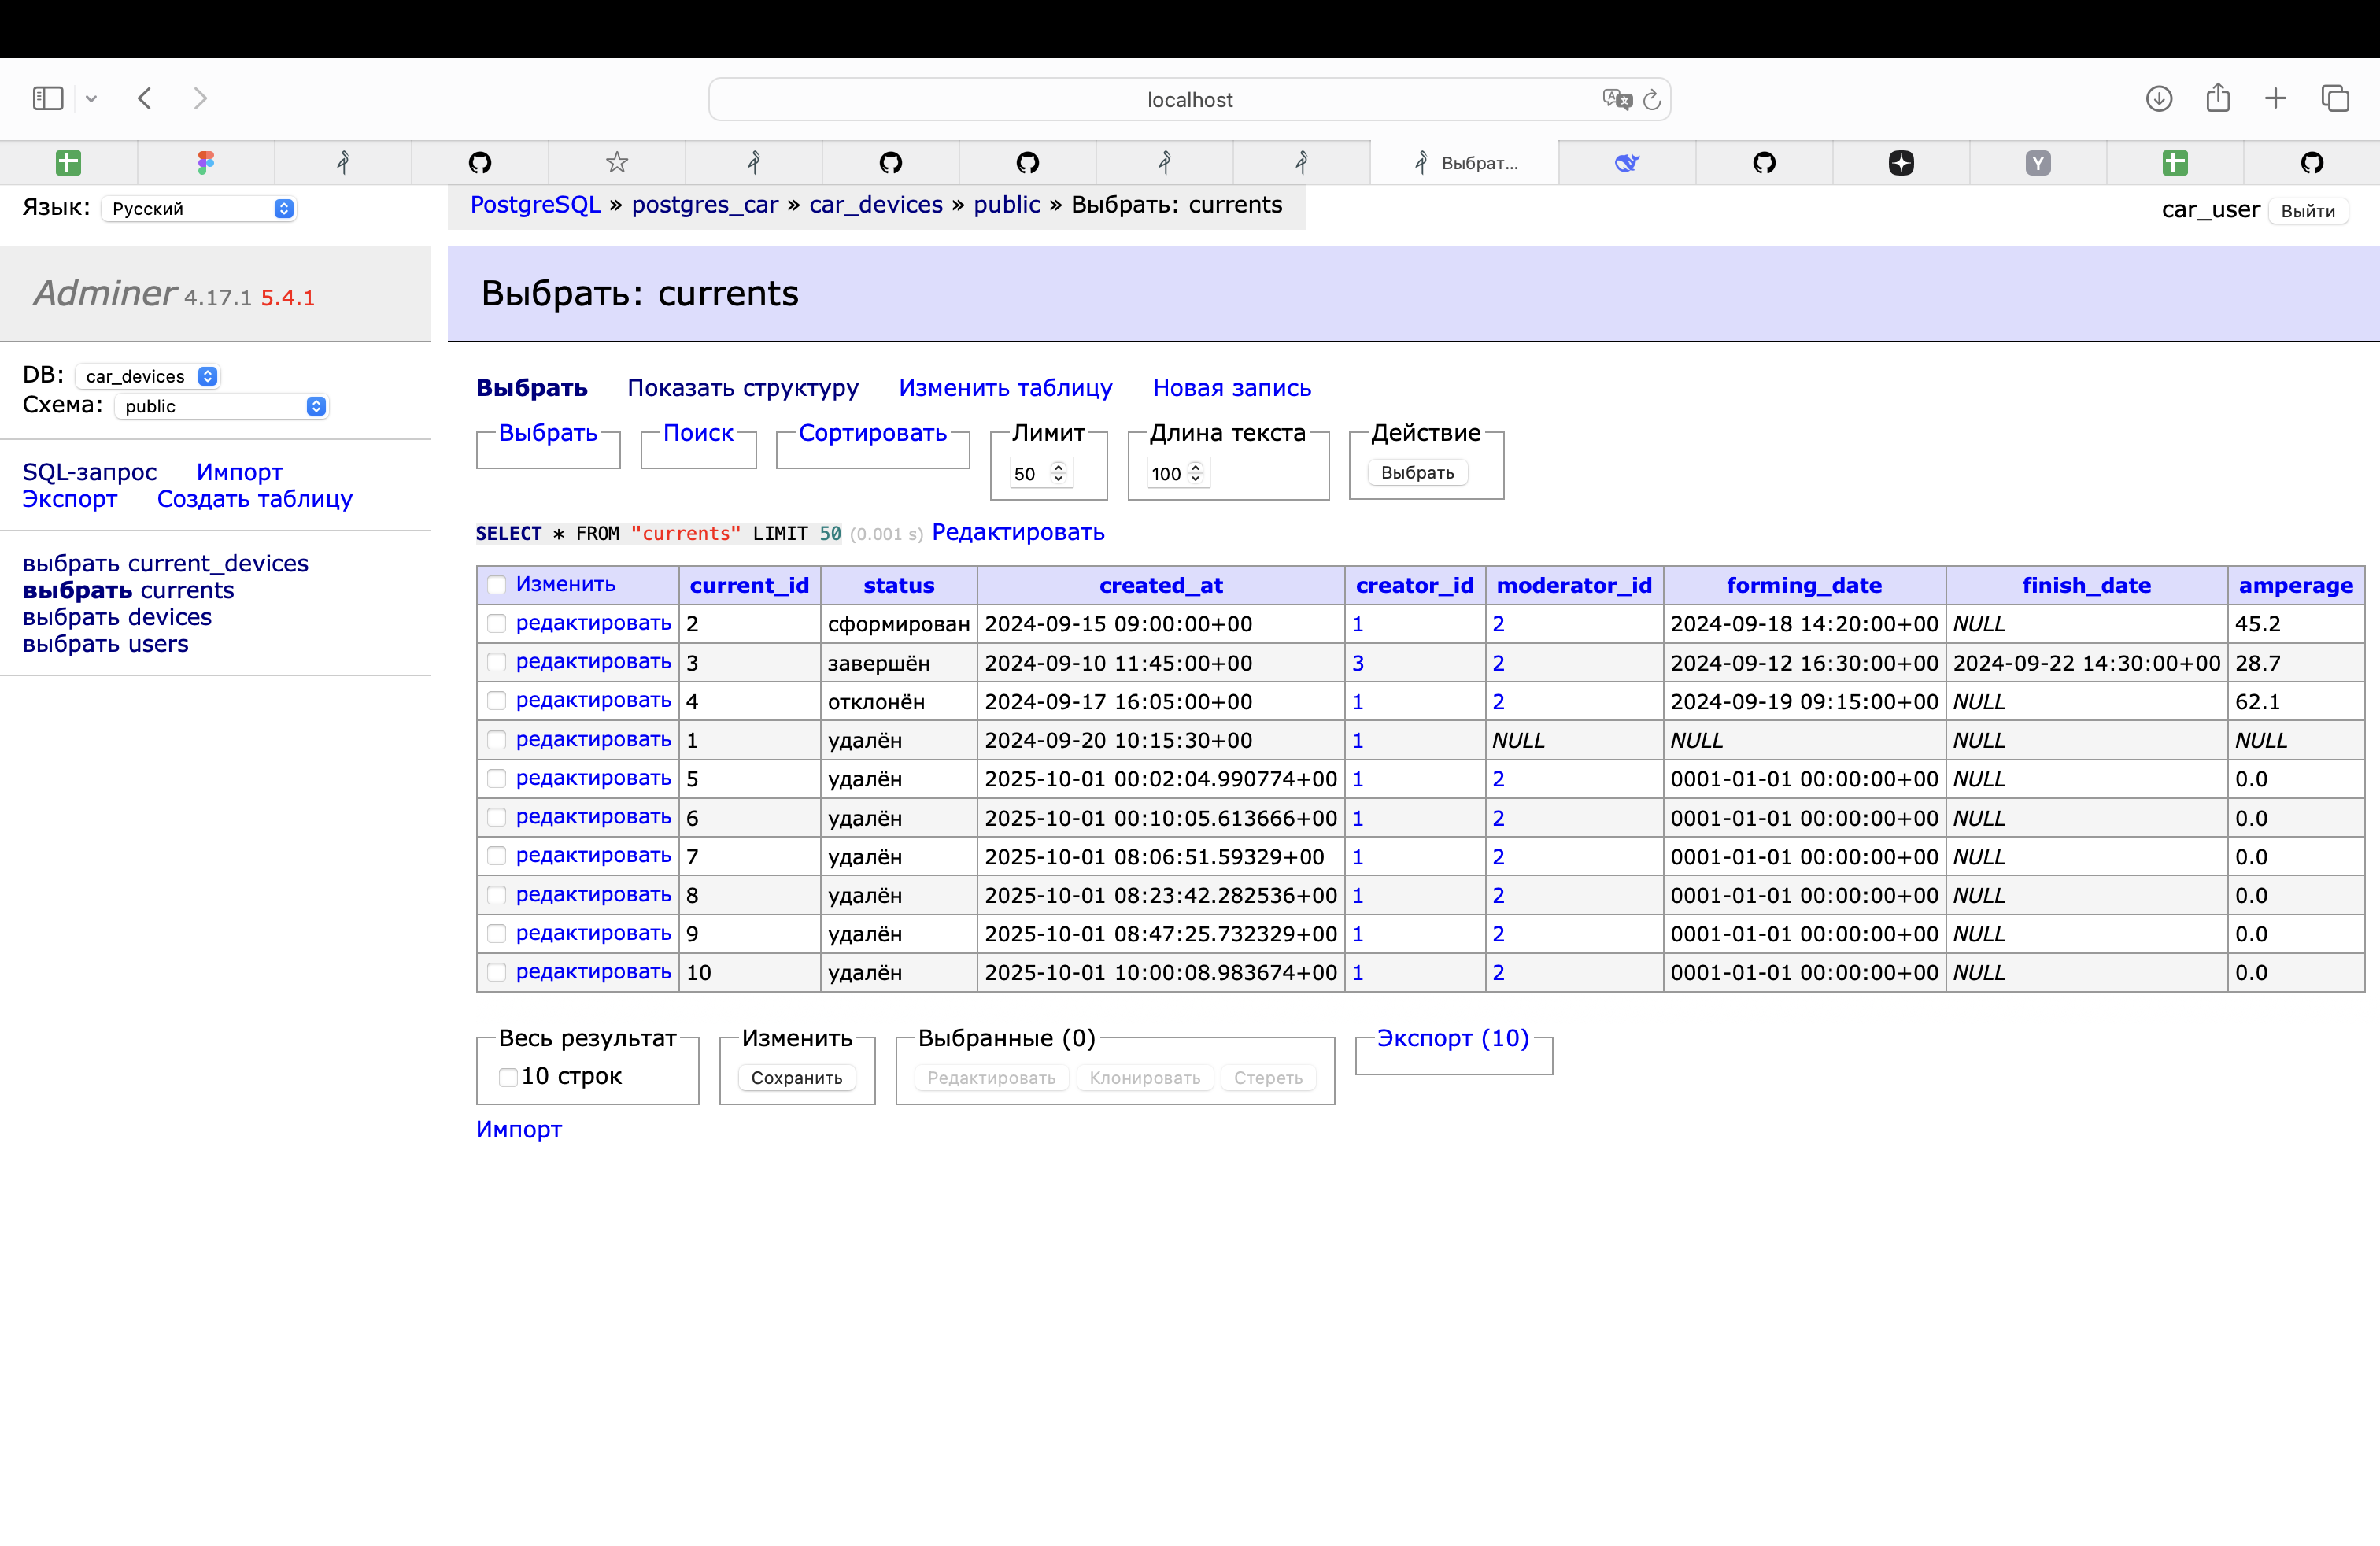 localhost
Выбрат...
Y
Язык: Русский
PostgreSQL » postgres_car » car_devices » public » Выбрать: currents
car_user Выйти
Adminer 4.17.1 5.4.1
Выбрать: currents
DB: car_devices
Схема: public
SQL-запрос Импорт
Экспорт Создать таблицу
выбрать current_devices
выбрать currents
выбрать devices
выбрать users
Выбрать Показать структуру Изменить таблицу Новая запись
Выбрать Поиск Сортировать Лимит Длина текста Действие
50 100 Выбрать
SELECT * FROM "currents" LIMIT 50 (0.001 s) Редактировать
Изменить current_id status created_at creator_id moderator_id forming_date finish_date amperage
редактировать 2 сформирован 2024-09-15 09:00:00+00 1 2 2024-09-18 14:20:00+00 NULL 45.2
редактировать 3 завершён 2024-09-10 11:45:00+00 3 2 2024-09-12 16:30:00+00 2024-09-22 14:30:00+00 28.7
редактировать 4 отклонён 2024-09-17 16:05:00+00 1 2 2024-09-19 09:15:00+00 NULL 62.1
редактировать 1 удалён 2024-09-20 10:15:30+00 1 NULL NULL NULL NULL
редактировать 5 удалён 2025-10-01 00:02:04.990774+00 1 2 0001-01-01 00:00:00+00 NULL 0.0
редактировать 6 удалён 2025-10-01 00:10:05.613666+00 1 2 0001-01-01 00:00:00+00 NULL 0.0
редактировать 7 удалён 2025-10-01 08:06:51.59329+00 1 2 0001-01-01 00:00:00+00 NULL 0.0
редактировать 8 удалён 2025-10-01 08:23:42.282536+00 1 2 0001-01-01 00:00:00+00 NULL 0.0
редактировать 9 удалён 2025-10-01 08:47:25.732329+00 1 2 0001-01-01 00:00:00+00 NULL 0.0
редактировать 10 удалён 2025-10-01 10:00:08.983674+00 1 2 0001-01-01 00:00:00+00 NULL 0.0
Весь результат Изменить Выбранные (0) Экспорт (10)
10 строк Сохранить Редактировать Клонировать Стереть
Импорт